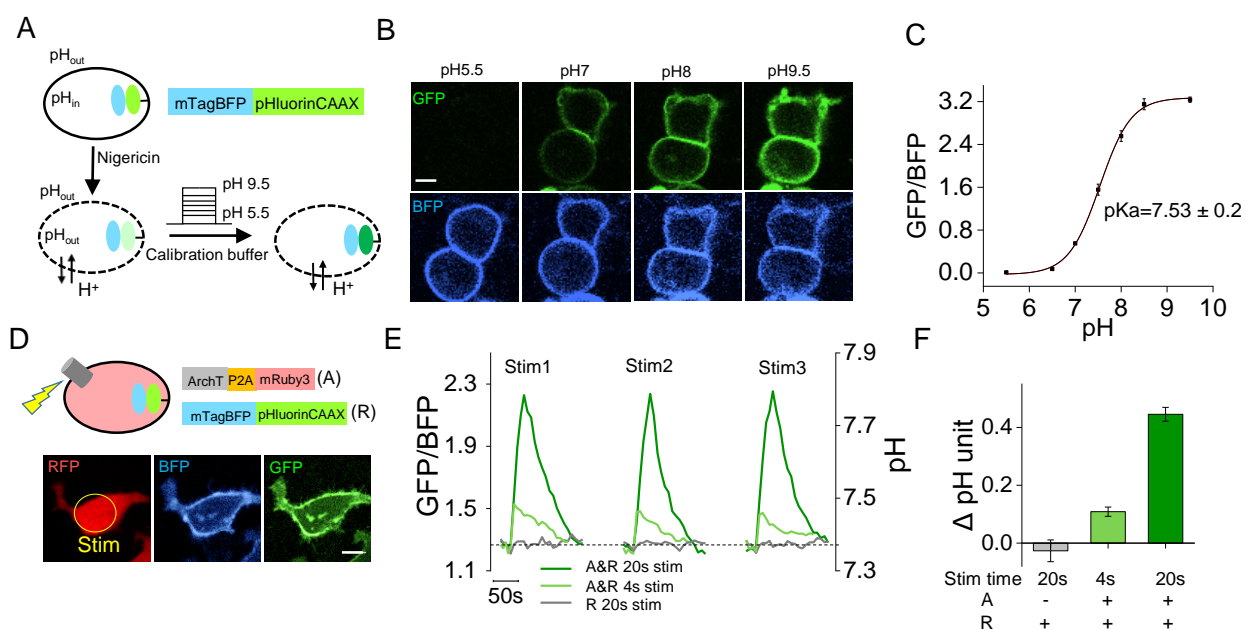 A
pHout
pHin
mTagBFP pHluorinCAAX
Nigericin
pHout
pH 9.5
pH 5.5
pHout
Calibration buffer
H+
H+
B
pH5.5 pH7 pH8 pH9.5
GFP
BFP
C
GFP/BFP
3.2
2.4
1.6
0.8
0.0
pKa=7.53 ± 0.2
5 6 7 8 9 10
pH
D
ArchT P2A mRuby3 (A)
mTagBFP pHluorinCAAX (R)
RFP BFP GFP
Stim
E
GFP/BFP
2.3
1.9
1.5
1.1
Stim1 Stim2 Stim3
7.9
7.7
7.5
7.3
pH
50s
A&R 20s stim
A&R 4s stim
R 20s stim
F
Δ pH unit
0.4
0.2
0.0
Stim time 20s 4s 20s
A - + +
R + + +